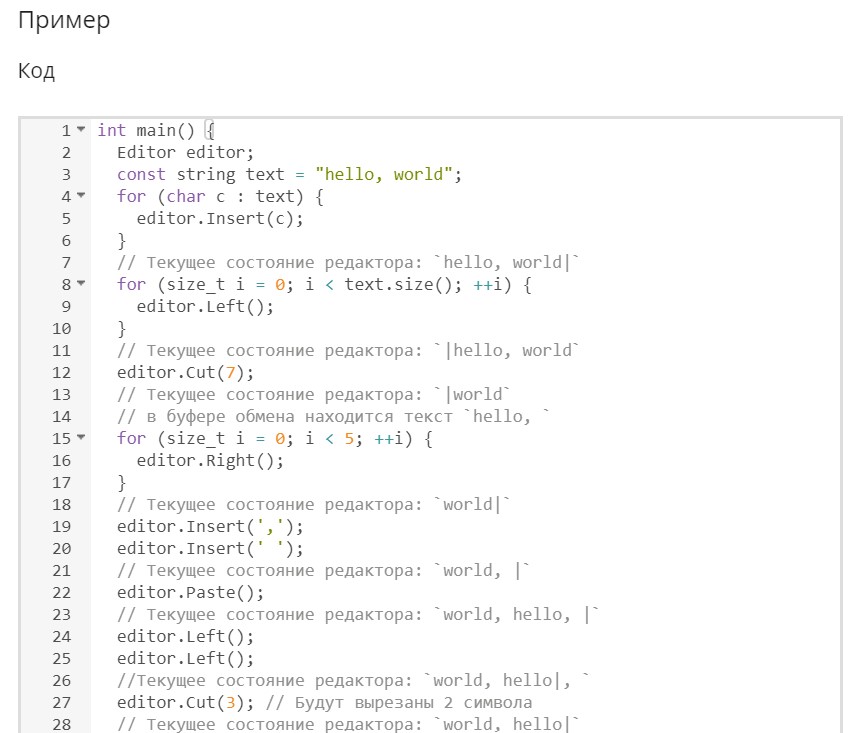 Пример
Код
1 int main() {
2   Editor editor;
3   const string text = "hello, world";
4   for (char c : text) {
5     editor.Insert(c);
6   }
7   // Текущее состояние редактора: `hello, world|`
8   for (size_t i = 0; i < text.size(); ++i) {
9     editor.Left();
10   }
11   // Текущее состояние редактора: `|hello, world`
12   editor.Cut(7);
13   // Текущее состояние редактора: `|world`
14   // в буфере обмена находится текст `hello, `
15   for (size_t i = 0; i < 5; ++i) {
16     editor.Right();
17   }
18   // Текущее состояние редактора: `world|`
19   editor.Insert(',');
20   editor.Insert(' ');
21   // Текущее состояние редактора: `world, |`
22   editor.Paste();
23   // Текущее состояние редактора: `world, hello, |`
24   editor.Left();
25   editor.Left();
26   //Текущее состояние редактора: `world, hello|, `
27   editor.Cut(3); // Будут вырезаны 2 символа
28   // Текущее состояние редактора: `world, hello|`